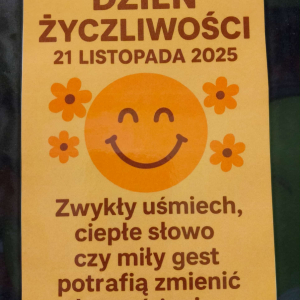 DZIEŃ
ŻYCZLIWOŚCI
21 LISTOPADA 2025
Zwykły uśmiech,
ciepłe słowo
czy miły gest
potrafią zmienić